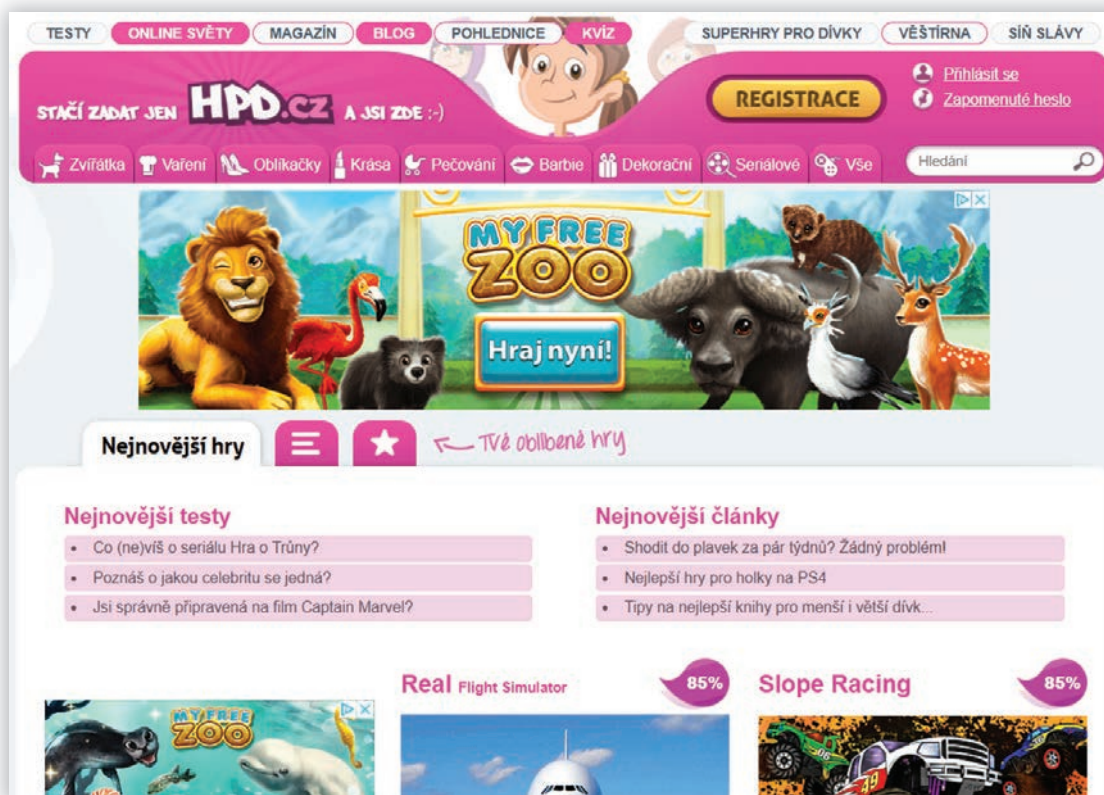 TESTY ONLINE SVĚTY MAGAZÍN BLOG POHLEDNICE KVÍZ SUPERHRY PRO DÍVKY VĚŠTÍRNA SÍŇ SLÁVY
STAČÍ ZADAT JEN HPD.CZ A JSI ZDE :-)
REGISTRACE
Přihlásit se
Zapomenuté heslo
Zvířátka Vaření Oblíkačky Krása Pečování Barbie Dekorační Seriálové Vše Hledání
MY FREE
ZOO
Hraj nyní!
Nejnovější hry
Tvé oblíbené hry
Nejnovější testy
• Co (ne)víš o seriálu Hra o Trůny?
• Poznáš o jakou celebritu se jedná?
• Jsi správně připravená na film Captain Marvel?
Nejnovější články
• Shodit do plavek za pár týdnů? Žádný problém!
• Nejlepší hry pro holky na PS4
• Tipy na nejlepší knihy pro menší i větší dívk...
MY FREE
ZOO
Real Flight Simulator
85%
Slope Racing
85%
06
49